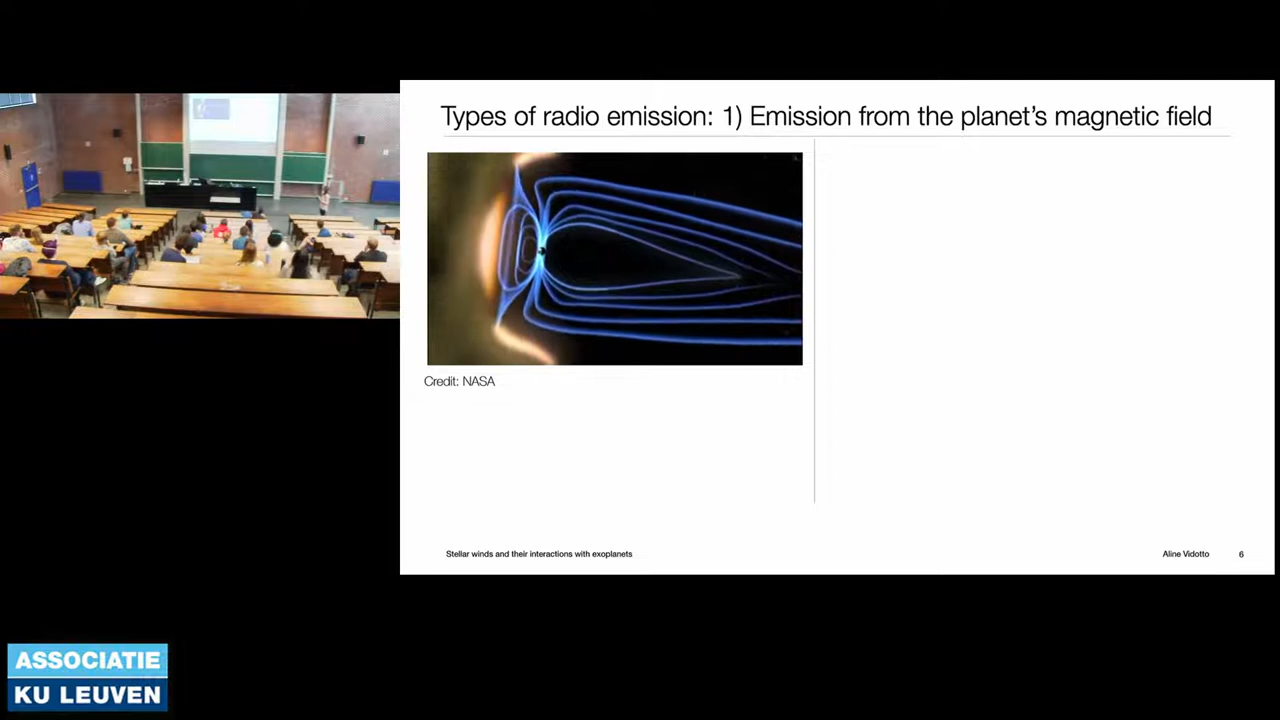 Types of radio emission: 1) Emission from the planet's magnetic field
Credit: NASA
Stellar winds and their interactions with exoplanets
Aline Vidotto
6
ASSOCIATIE
KU LEUVEN